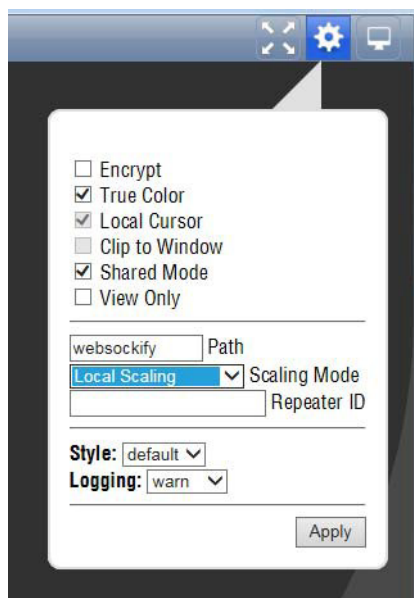 Encrypt
True Color
Local Cursor
Clip to Window
Shared Mode
View Only
websockify Path
Local Scaling Scaling Mode
Repeater ID
Style: default
Logging: warn
Apply